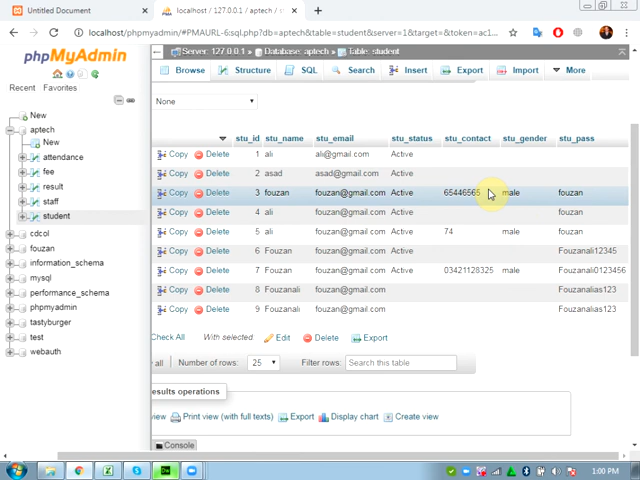 Untitled Document
localhost / 127.0.0.1 / aptech
localhost/phpmyadmin/#PMAURL-6:sql.php?db=aptech&table=student&server=1&target=&token=ac1...
phpMyAdmin
Recent Favorites
New
aptech
New
attendance
fee
result
staff
student
cdcol
fouzan
information_schema
mysql
performance_schema
phpmyadmin
tastyburger
test
webauth
Server: 127.0.0.1 » Database: aptech » Table: student
Browse Structure SQL Search Insert Export Import More
None
stu_id stu_name stu_email stu_status stu_contact stu_gender stu_pass
Copy Delete 1 ali ali@gmail.com Active
Copy Delete 2 asad asad@gmail.com Active
Copy Delete 3 fouzan fouzan@gmail.com Active 65446565 male fouzan
Copy Delete 4 ali fouzan@gmail.com Active fouzan
Copy Delete 5 ali fouzan@gmail.com Active 74 male fouzan
Copy Delete 6 Fouzan fouzan@gmail.com Active Fouzanali12345
Copy Delete 7 Fouzan fouzan@gmail.com Active 03421128325 male Fouzanali0123456
Copy Delete 8 Fouzanali fouzan@gmail.com Fouzanalias123
Copy Delete 9 Fouzanali fouzan@gmail.com Fouzanalias123
Check All With selected: Edit Delete Export
all Number of rows: 25 Filter rows: Search this table
esults operations
view Print view (with full texts) Export Display chart Create view
Console
1:00 PM